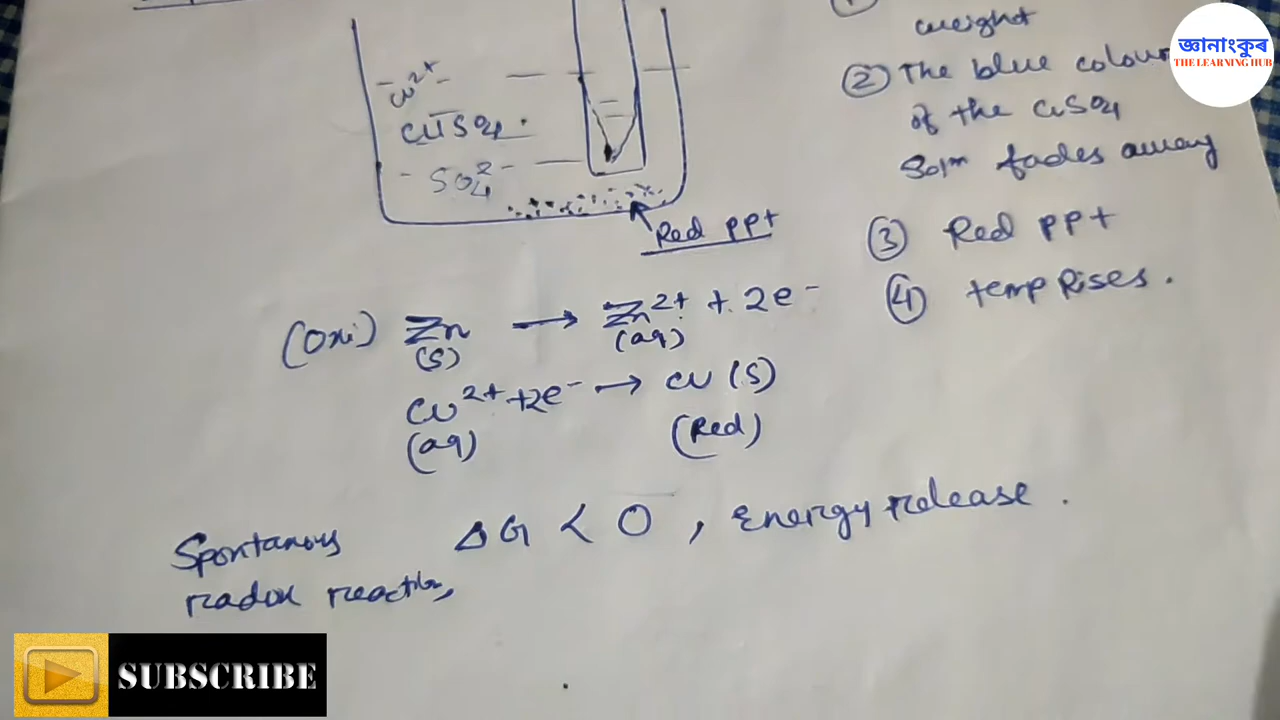 Cu²⁺
CuSO₄.
SO₄²⁻
Red ppt
①
weight
② The blue colour
of the CuSO₄
Solⁿ fades away
③ Red ppt
④ temp Rises.
(Oxi) Zn → Zn²⁺ + 2e⁻
(s) (aq)
Cu²⁺ + 2e⁻ → Cu (s)
(aq) (Red)
Spontanous ΔG < 0, Energy release.
redox reaction,
জ্ঞানাংকুৰ
THE LEARNING HUB
SUBSCRIBE